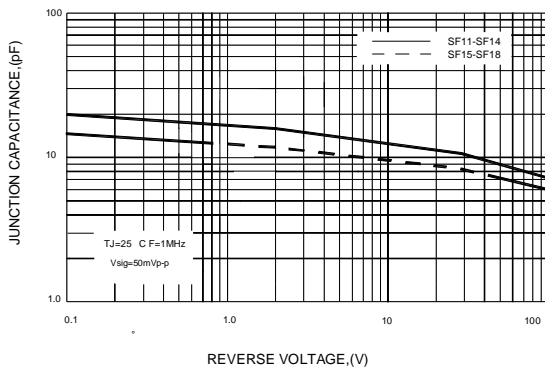 100
SF11-SF14
SF15-SF18
JUNCTION CAPACITANCE,(pF)
10
TJ=25 C F=1MHz
Vsig=50mVp-p
1.0
0.1 1.0 10 100
°
REVERSE VOLTAGE,(V)